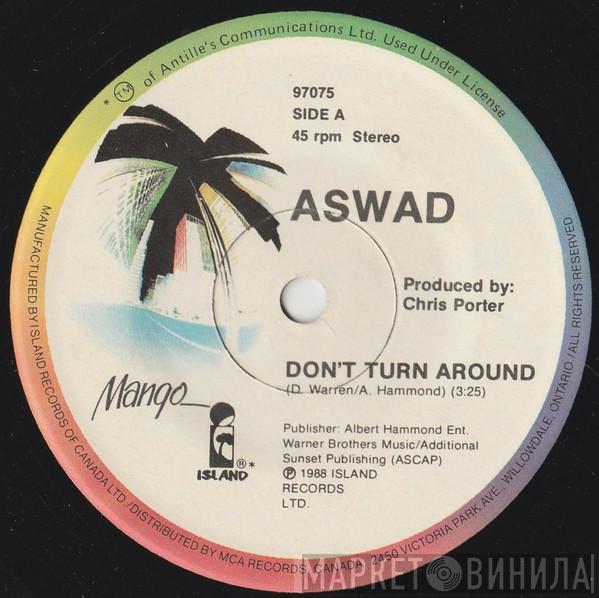 * TM of Antille's Communications Ltd. Used Under License
97075
SIDE A
45 rpm Stereo
ASWAD
Produced by:
Chris Porter
DON'T TURN AROUND
(D. Warren/A. Hammond) (3:25)
Mango
ISLAND ®*
Publisher: Albert Hammond Ent.
Warner Brothers Music/Additional
Sunset Publishing (ASCAP)
Ⓟ 1988 ISLAND
RECORDS
LTD.
MANUFACTURED BY ISLAND RECORDS OF CANADA LTD./DISTRIBUTED BY MCA RECORDS, CANADA, 2450 VICTORIA PARK AVE., WILLOWDALE, ONTARIO./ALL RIGHTS RESERVED.
МАРКЕТ ВИНИЛА